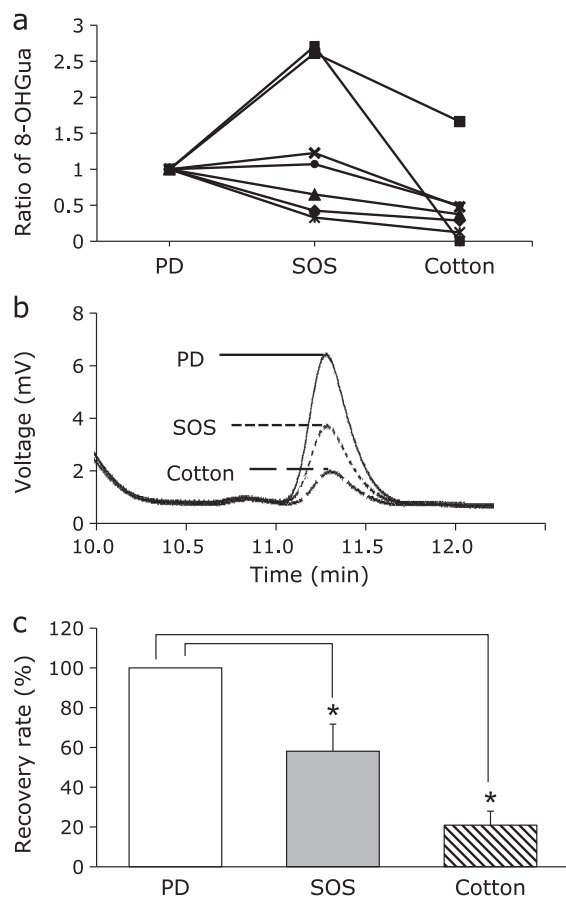 a
Ratio of 8-OHGua
3
2.5
2
1.5
1
0.5
0
PD SOS Cotton
b
Voltage (mV)
8
6
4
2
0
PD
SOS
Cotton
10.0 10.5 11.0 11.5 12.0
Time (min)
c
Recovery rate (%)
120
100
80
60
40
20
0
*
*
PD SOS Cotton